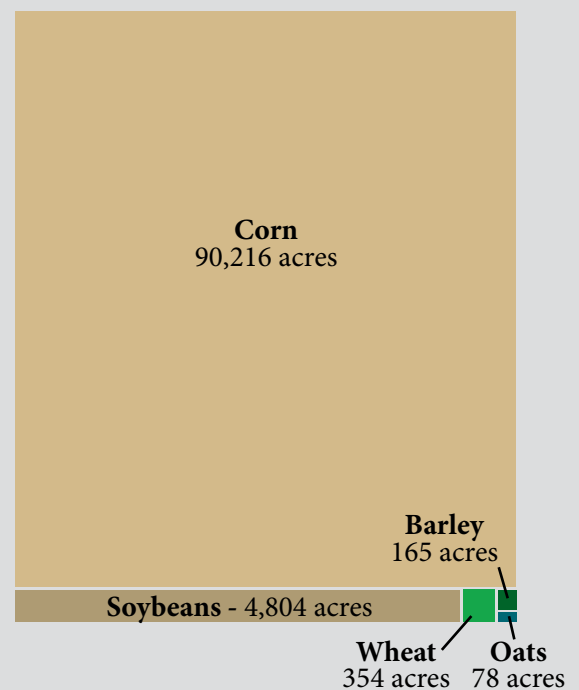 Corn
90,216 acres
Barley
165 acres
Soybeans - 4,804 acres
Wheat
354 acres
Oats
78 acres